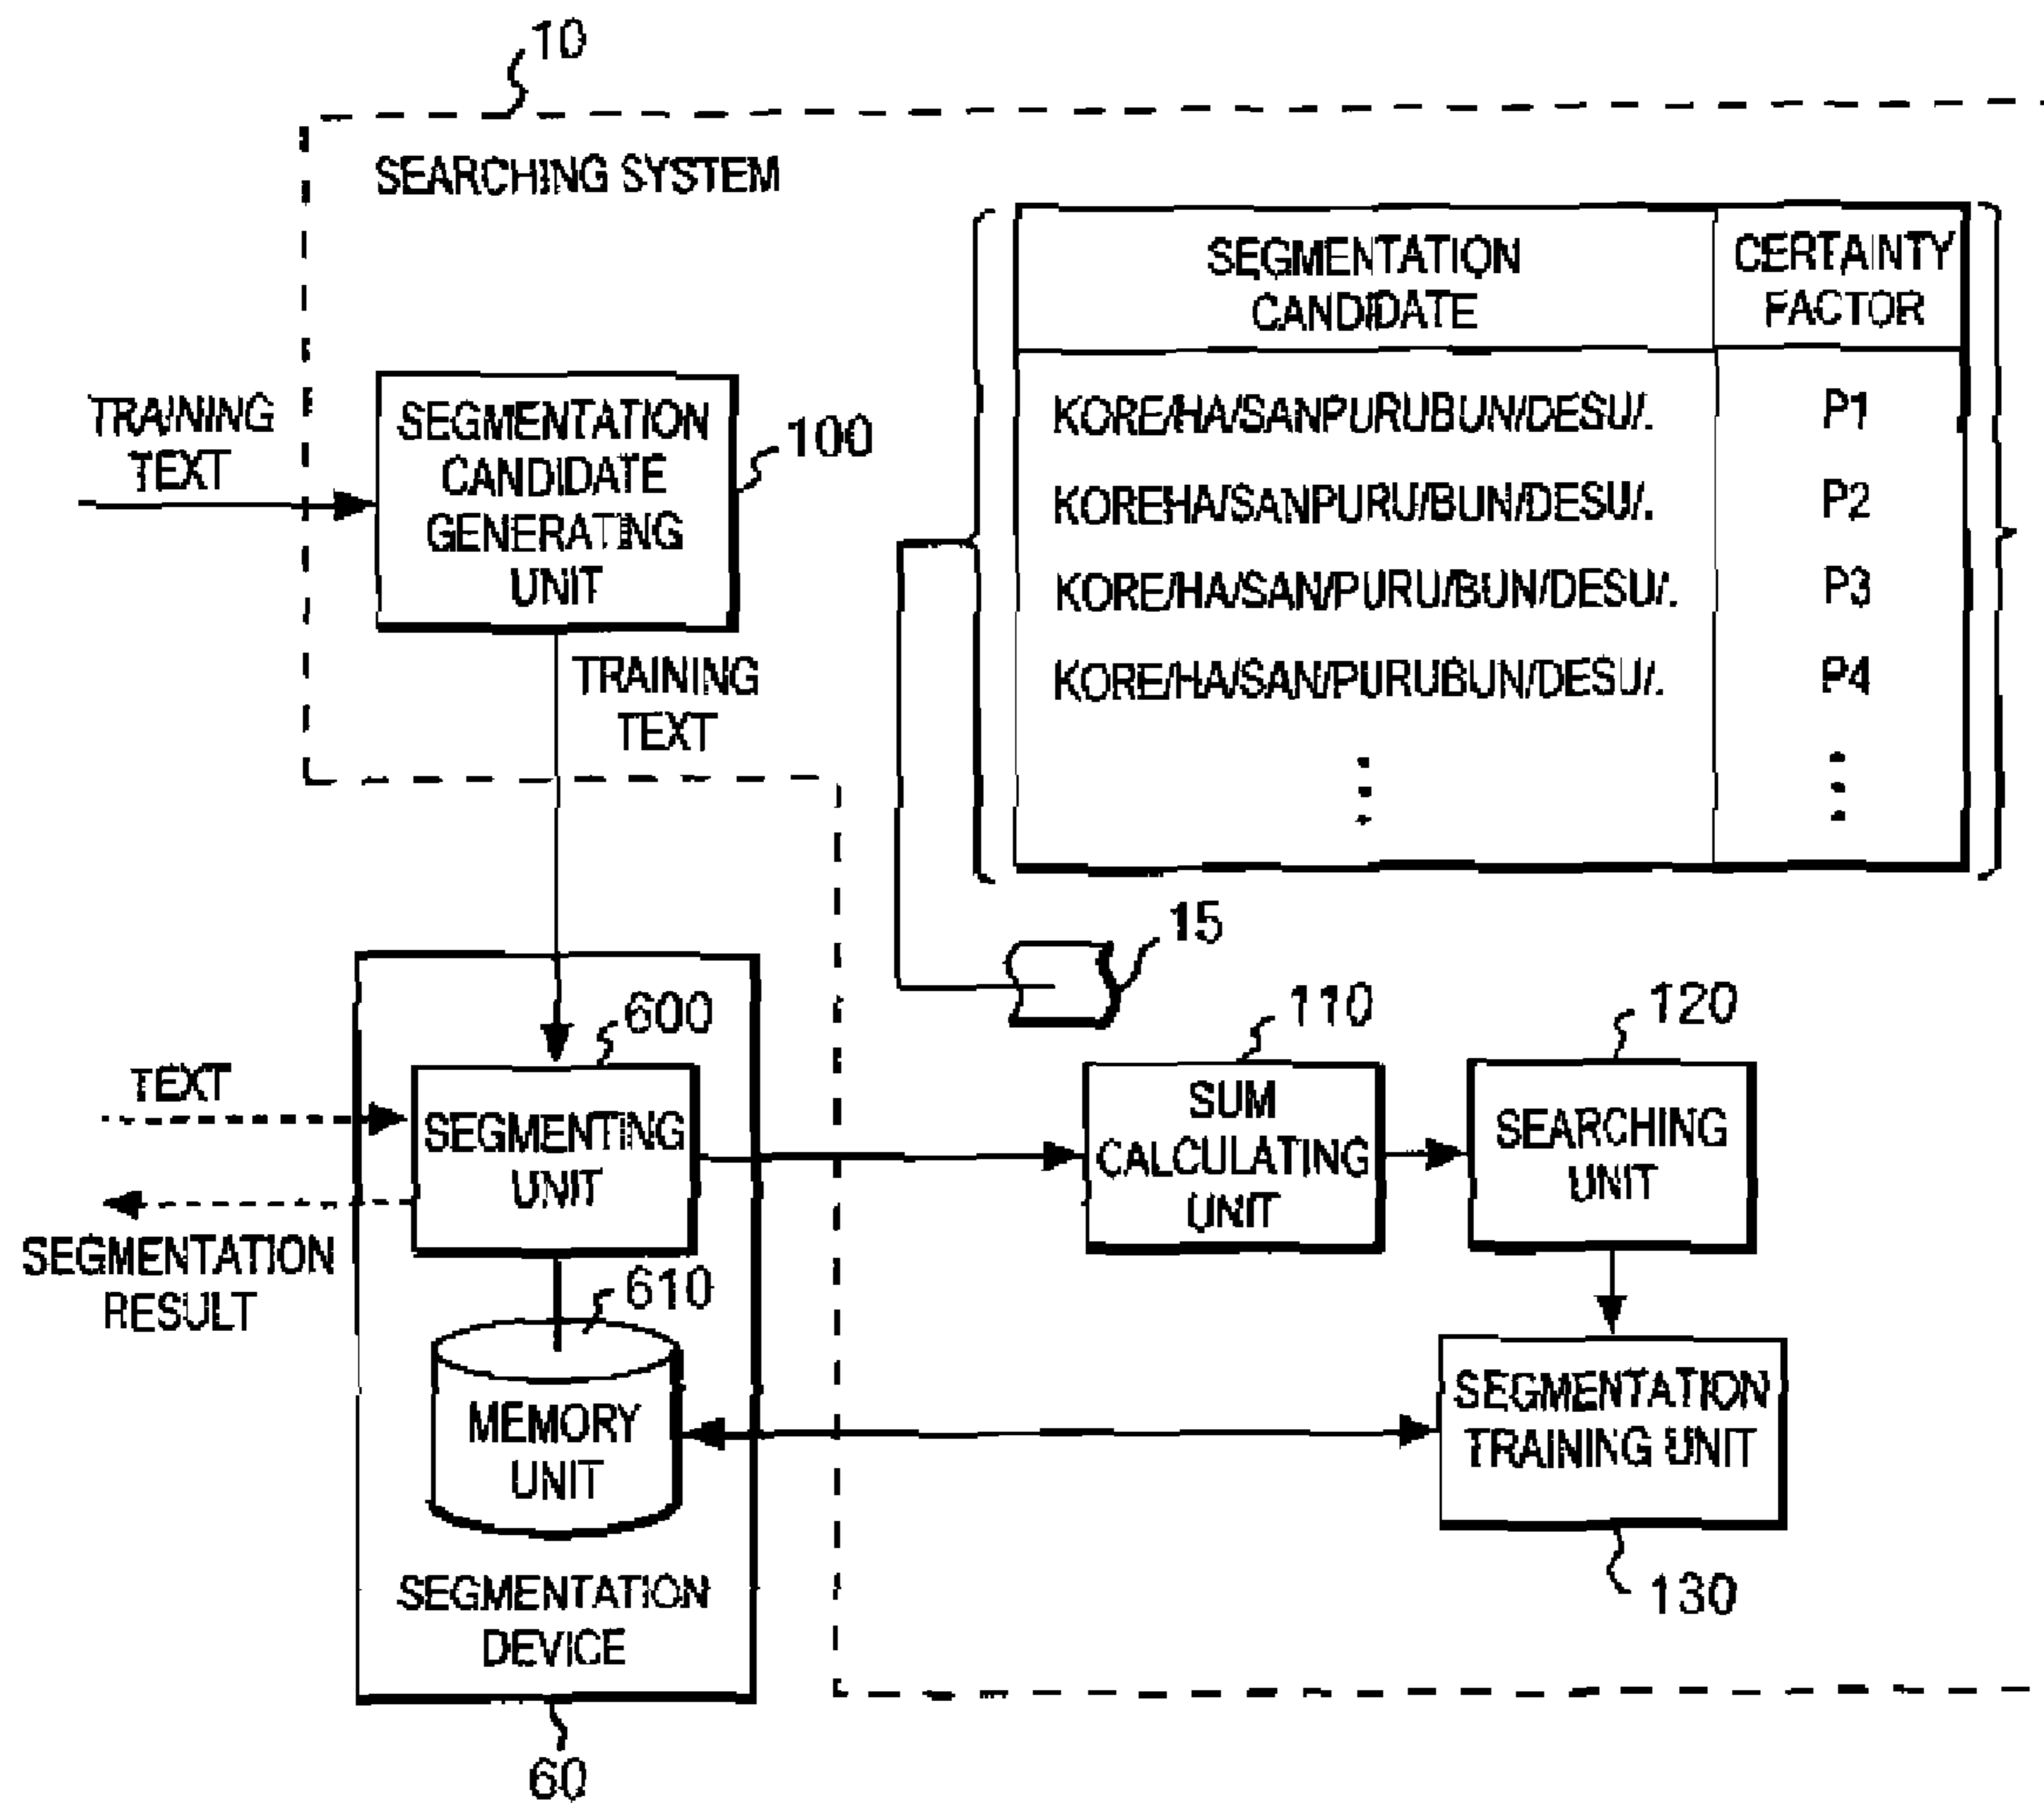 10
SEARCHING SYSTEM
SEGMENTATION
CANDIDATE
CERTAINTY
FACTOR
KORE/HA/SANPURUBUN/DESU/.
P1
KOREHA/SANPURU/BUN/DESU/.
P2
KORE/HA/SAN/PURU/BUN/DESU/.
P3
KORE/HA/SAN/PURUBUN/DESU/.
P4
TRAINING
TEXT
SEGMENTATION
CANDIDATE
GENERATING
UNIT
100
TRAINING
TEXT
15
600
110
120
TEXT
SEGMENTING
UNIT
SUM
CALCULATING
UNIT
SEARCHING
UNIT
SEGMENTATION
RESULT
610
MEMORY
UNIT
SEGMENTATION
TRAINING UNIT
130
SEGMENTATION
DEVICE
60